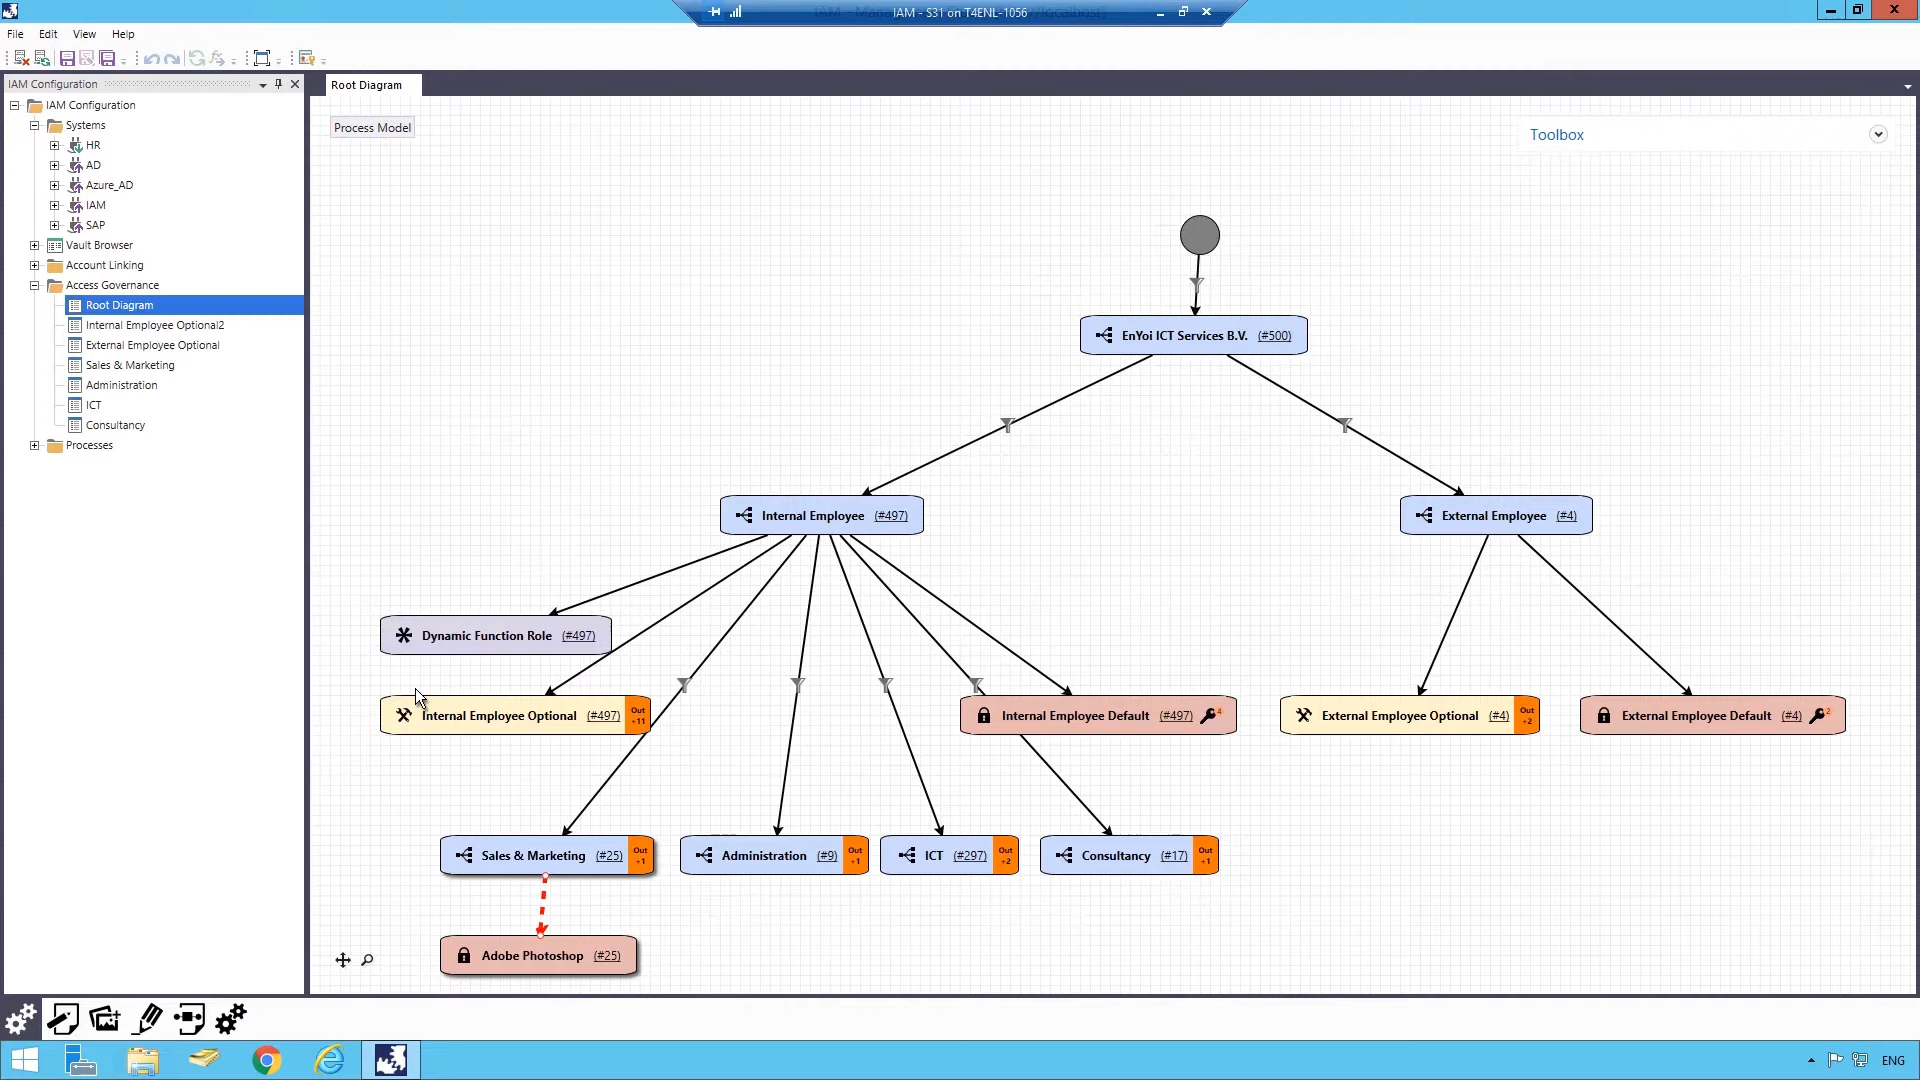 IAM - S31 on T4ENL-1056
File Edit View Help
IAM Configuration
IAM Configuration
Systems
HR
AD
Azure_AD
IAM
SAP
Vault Browser
Account Linking
Access Governance
Root Diagram
Internal Employee Optional2
External Employee Optional
Sales & Marketing
Administration
ICT
Consultancy
Processes
Root Diagram
Process Model
Toolbox
EnYoi ICT Services B.V. (#500)
Internal Employee (#497)
External Employee (#4)
Dynamic Function Role (#497)
Internal Employee Optional (#497) Out +11
Internal Employee Default (#497) 4
External Employee Optional (#4) Out +2
External Employee Default (#4) 2
Sales & Marketing (#25) Out +1
Administration (#9) Out +1
ICT (#297) Out +2
Consultancy (#17) Out +1
Adobe Photoshop (#25)
ENG